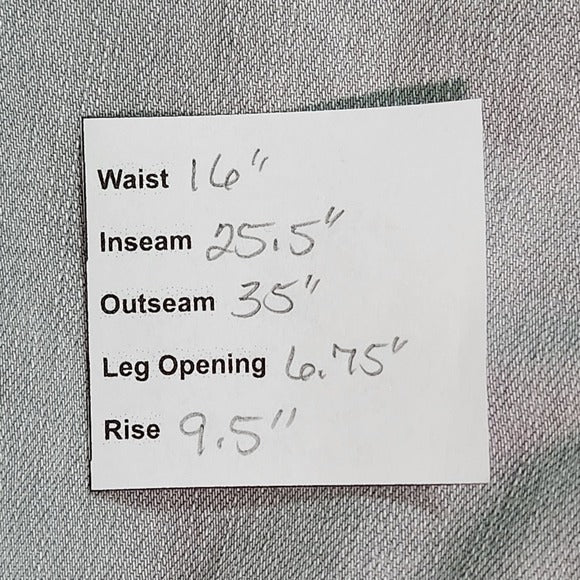 Waist 16"
Inseam 25.5"
Outseam 35"
Leg Opening 6.75"
Rise 9.5"